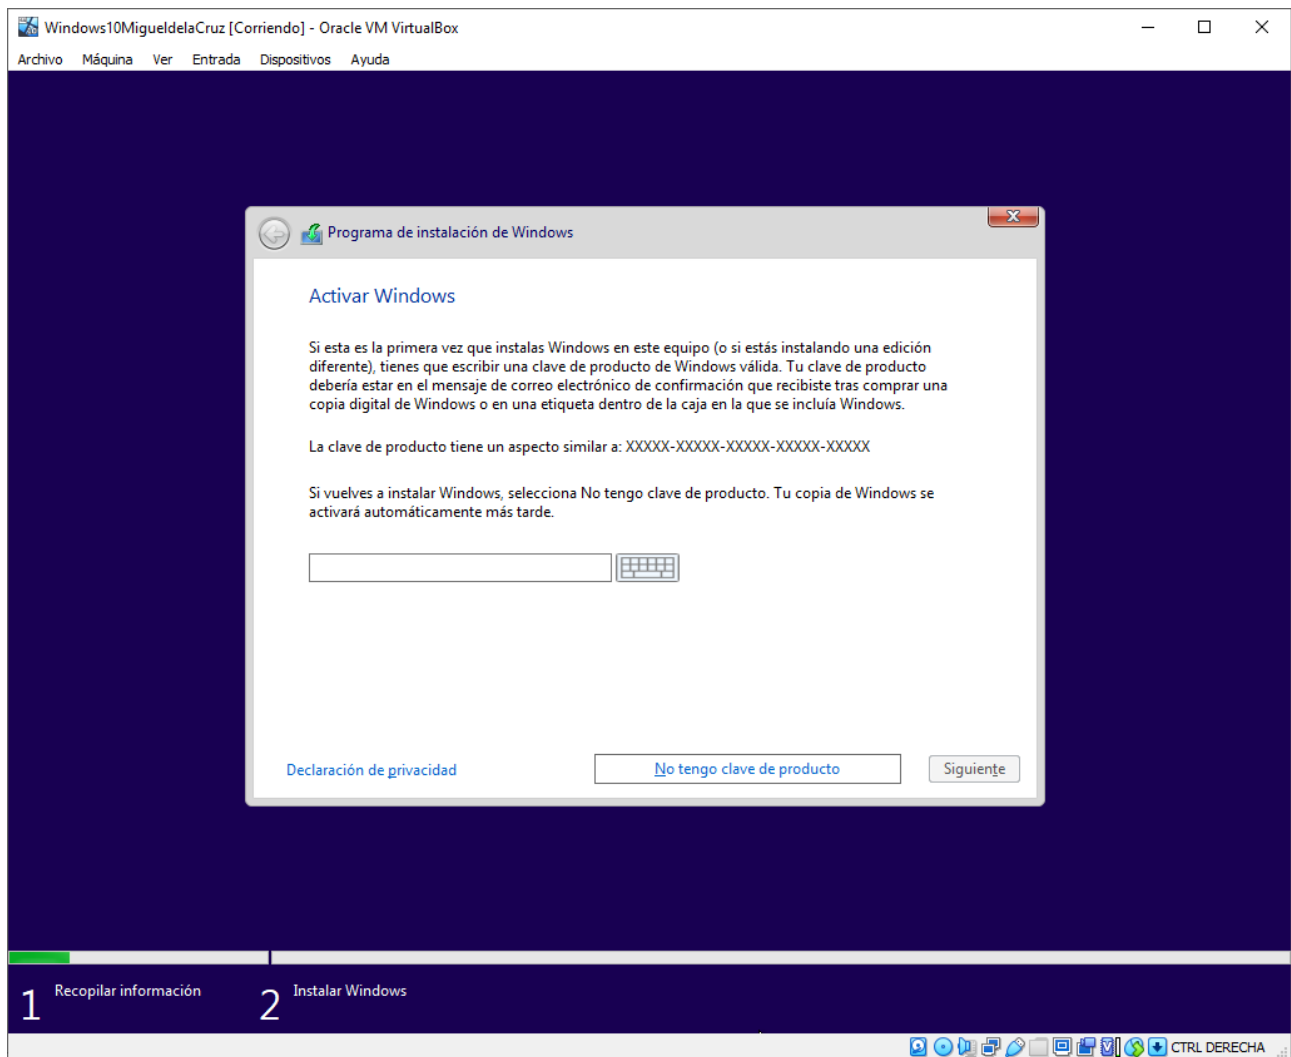 Windows10MigueldelaCruz [Corriendo] - Oracle VM VirtualBox
Archivo Máquina Ver Entrada Dispositivos Ayuda
Programa de instalación de Windows
X
Activar Windows
Si esta es la primera vez que instalas Windows en este equipo (o si estás instalando una edición
diferente), tienes que escribir una clave de producto de Windows válida. Tu clave de producto
debería estar en el mensaje de correo electrónico de confirmación que recibiste tras comprar una
copia digital de Windows o en una etiqueta dentro de la caja en la que se incluía Windows.
La clave de producto tiene un aspecto similar a: XXXXX-XXXXX-XXXXX-XXXXX-XXXXX
Si vuelves a instalar Windows, selecciona No tengo clave de producto. Tu copia de Windows se
activará automáticamente más tarde.
Declaración de privacidad No tengo clave de producto Siguiente
1 Recopilar información 2 Instalar Windows
CTRL DERECHA